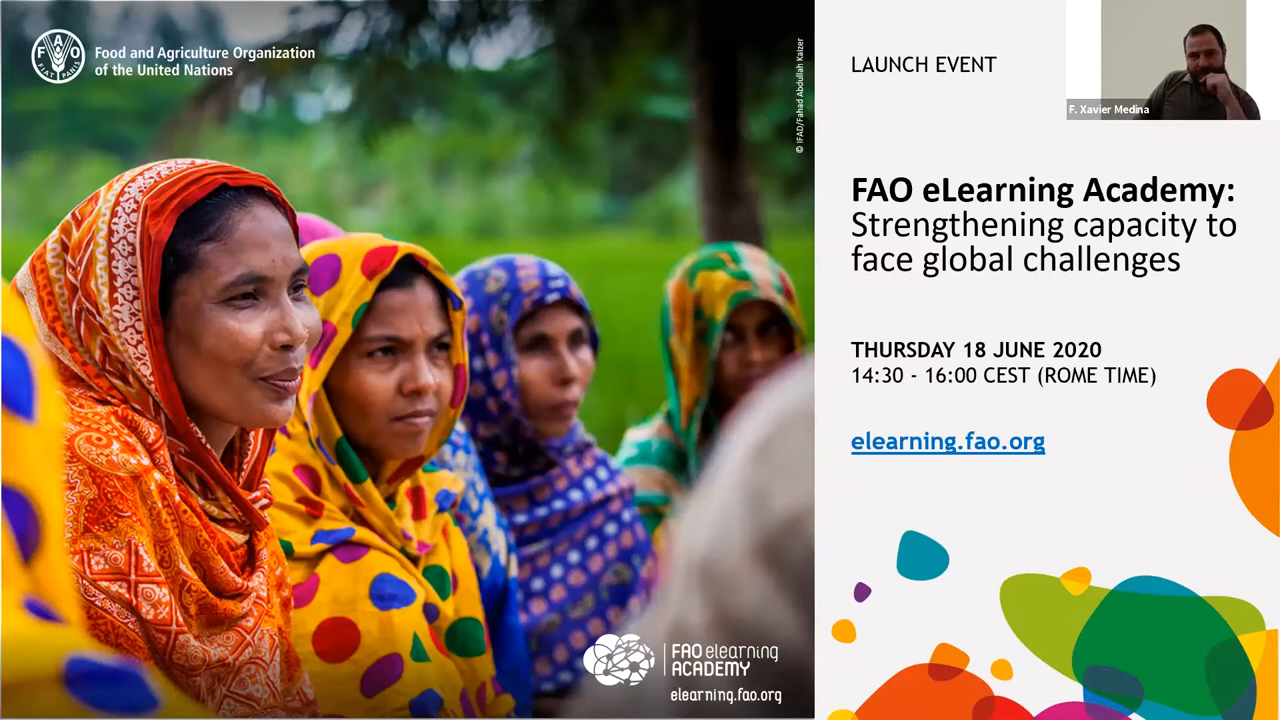 FAO
FIAT PANIS
Food and Agriculture Organization
of the United Nations
© IFAD/Fahad Abdullah Kaizer
FAO elearning
ACADEMY
elearning.fao.org
LAUNCH EVENT
F. Xavier Medina
FAO eLearning Academy:
Strengthening capacity to
face global challenges
THURSDAY 18 JUNE 2020
14:30 - 16:00 CEST (ROME TIME)
elearning.fao.org